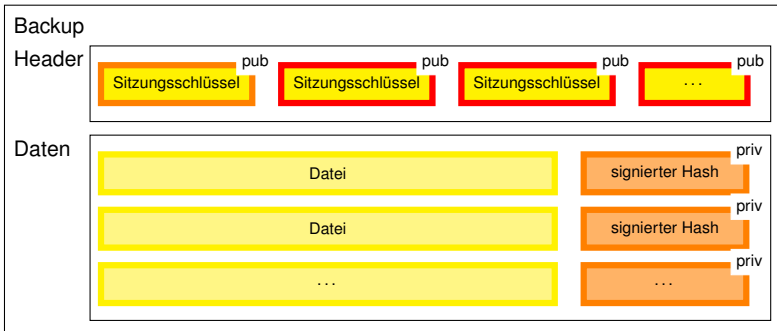 Backup
Header
pub pub pub pub
Sitzungsschlüssel Sitzungsschlüssel Sitzungsschlüssel ...
Daten
priv
Datei signierter Hash
priv
Datei signierter Hash
priv
... ...